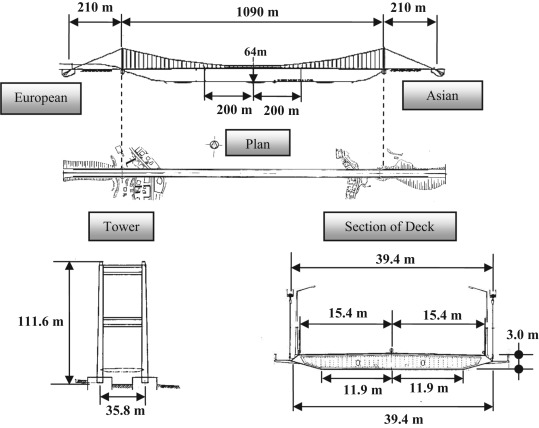 210 m
1090 m
210 m
64m
European
Asian
200 m
200 m
Plan
Tower
Section of Deck
39.4 m
111.6 m
15.4 m
15.4 m
3.0 m
11.9 m
11.9 m
35.8 m
39.4 m